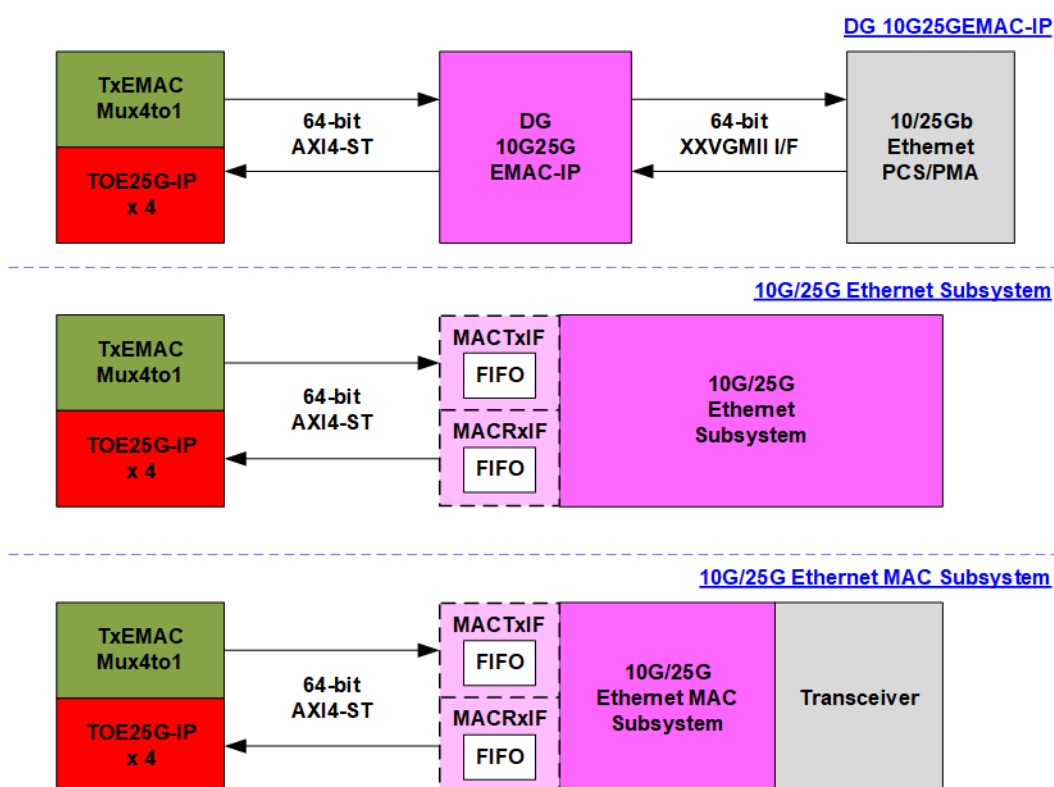 DG 10G25GEMAC-IP
TxEMAC
Mux4to1
TOE25G-IP
x 4
64-bit
AXI4-ST
DG
10G25G
EMAC-IP
64-bit
XXVGMII I/F
10/25Gb
Ethernet
PCS/PMA
10G/25G Ethernet Subsystem
TxEMAC
Mux4to1
TOE25G-IP
x 4
64-bit
AXI4-ST
MACTxIF
FIFO
MACRxIF
FIFO
10G/25G
Ethernet
Subsystem
10G/25G Ethernet MAC Subsystem
TxEMAC
Mux4to1
TOE25G-IP
x 4
64-bit
AXI4-ST
MACTxIF
FIFO
MACRxIF
FIFO
10G/25G
Ethernet MAC
Subsystem
Transceiver